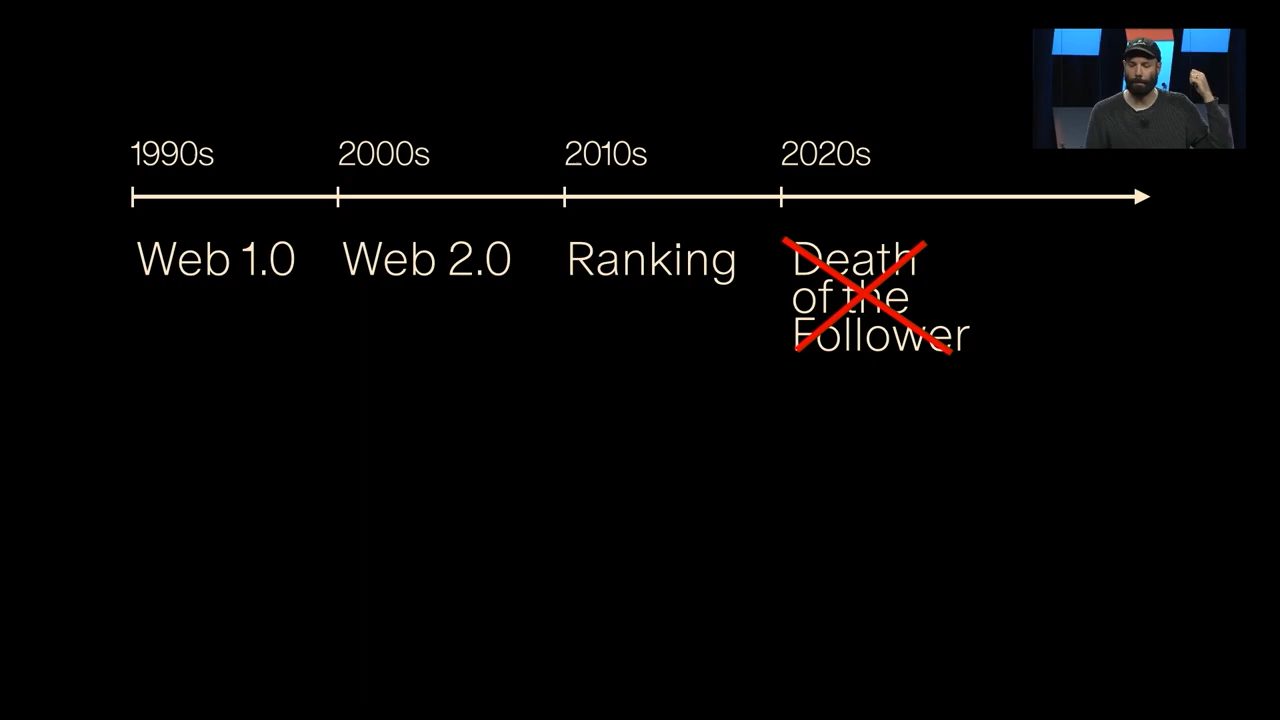 1990s
2000s
2010s
2020s
Web 1.0
Web 2.0
Ranking
Death
of the
Follower